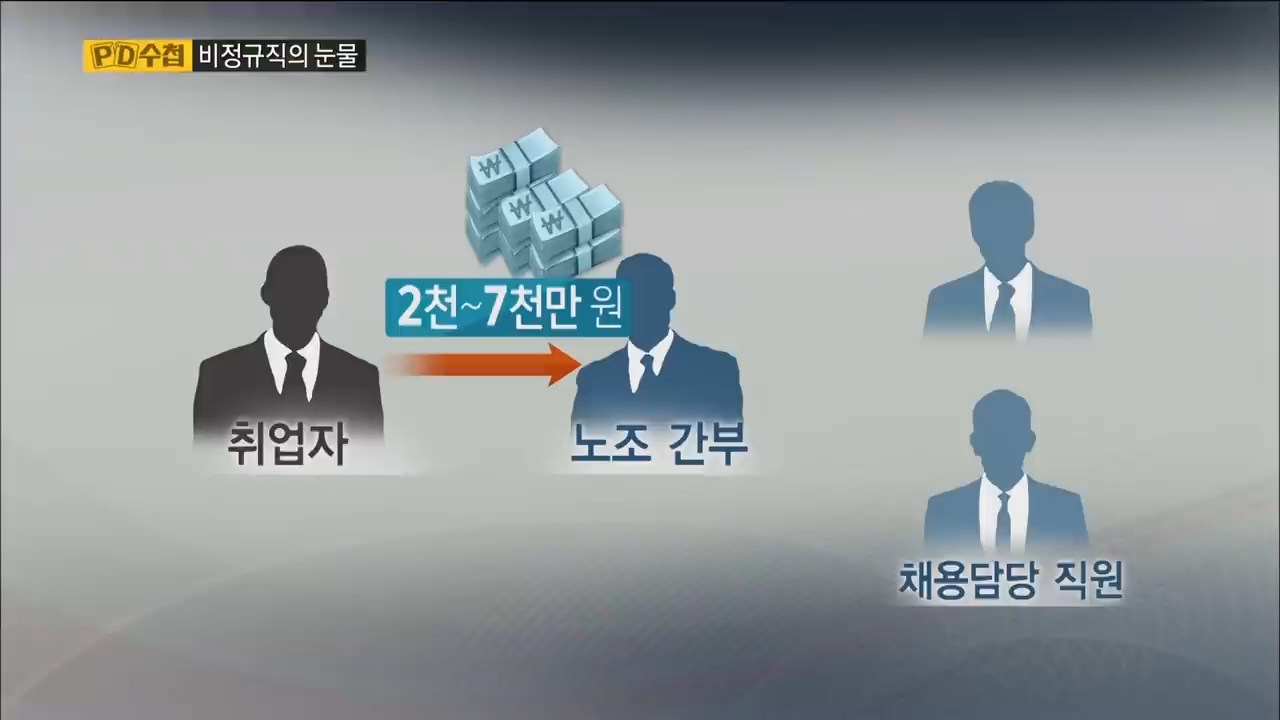 PD수첩 비정규직의 눈물
₩
₩
₩
2천~7천만 원
취업자
노조 간부
채용담당 직원